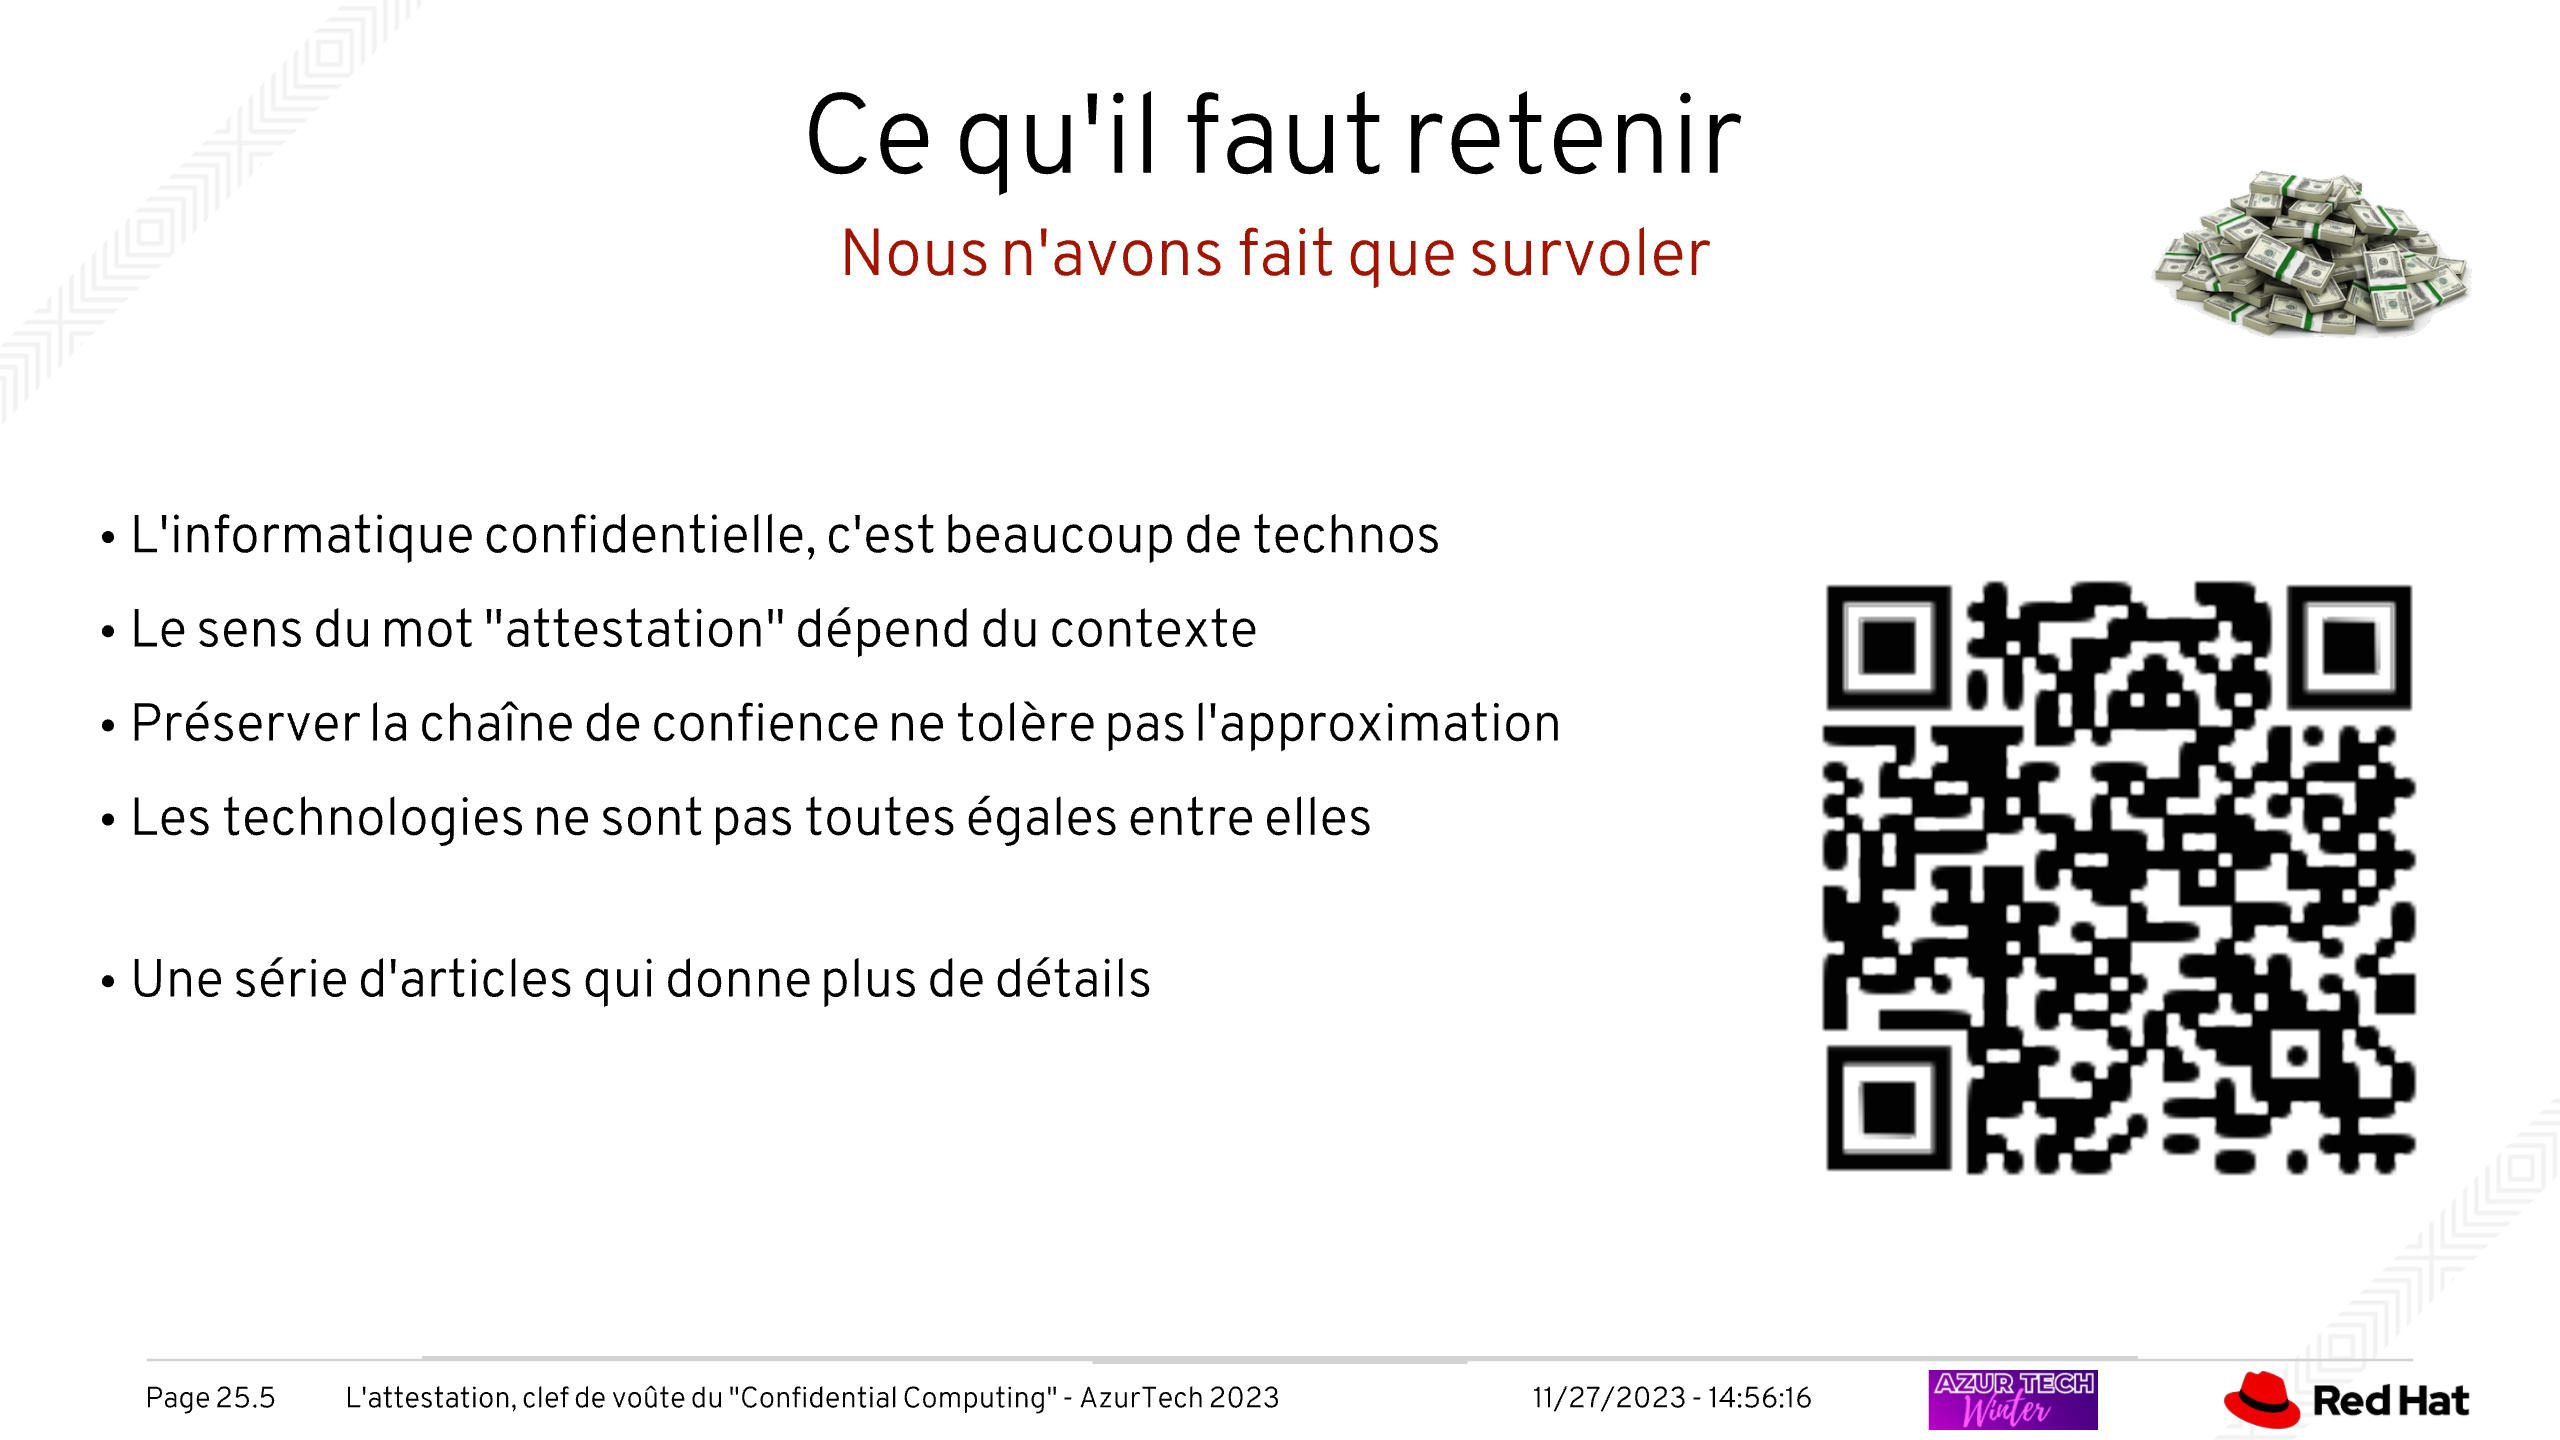 Ce qu'il faut retenir
Nous n'avons fait que survoler
• L'informatique confidentielle, c'est beaucoup de technos
• Le sens du mot "attestation" dépend du contexte
• Préserver la chaîne de confience ne tolère pas l'approximation
• Les technologies ne sont pas toutes égales entre elles
• Une série d'articles qui donne plus de détails
Page 25.5 L'attestation, clef de voûte du "Confidential Computing" - AzurTech 2023 11/27/2023 - 14:56:16
AZUR TECH
Winter
Red Hat